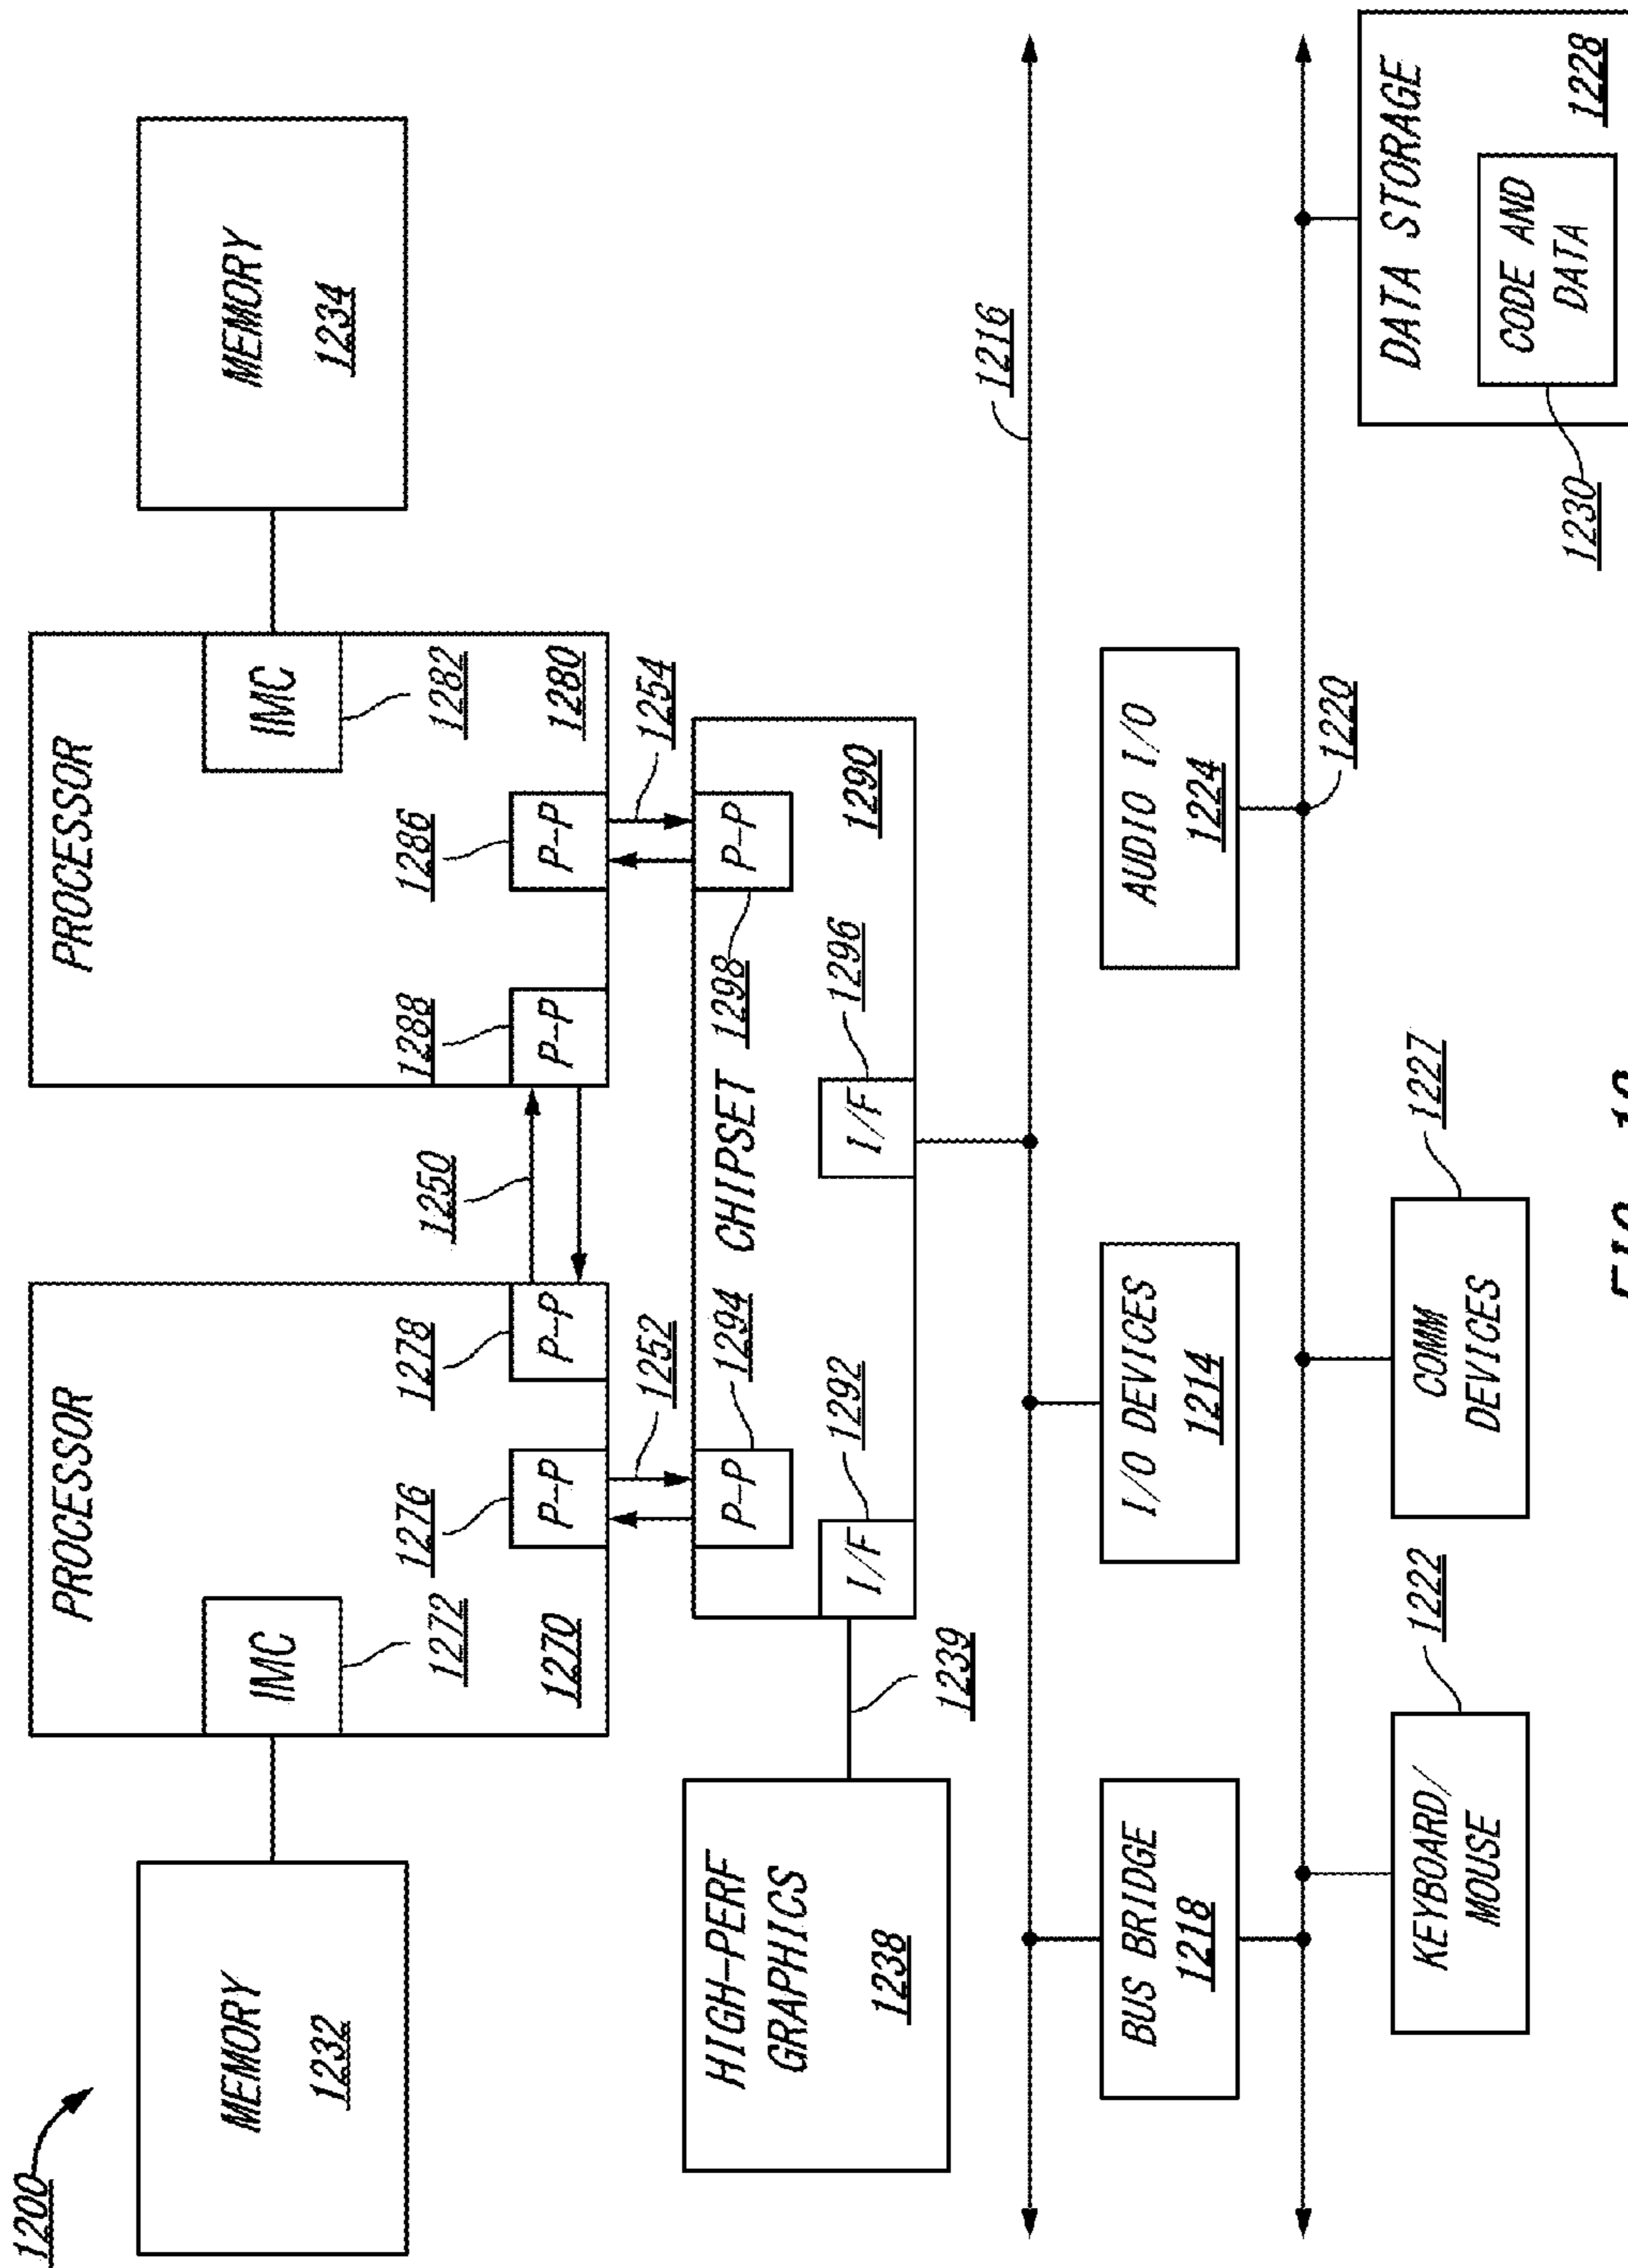 1200
MEMORY
1232
PROCESSOR
IMC
1272
1270
1276
P-P
1278
P-P
1250
PROCESSOR
1288
P-P
1286
P-P
IMC
1282
1280
MEMORY
1234
1252
1254
HIGH-PERF
GRAPHICS
1238
1239
P-P
1294
CHIPSET
1298
P-P
1290
I/F
1292
I/F
1296
1216
BUS BRIDGE
1218
I/O DEVICES
1214
AUDIO I/O
1224
1220
KEYBOARD/
MOUSE
1222
COMM
DEVICES
1227
DATA STORAGE
CODE AND
DATA
1228
1230